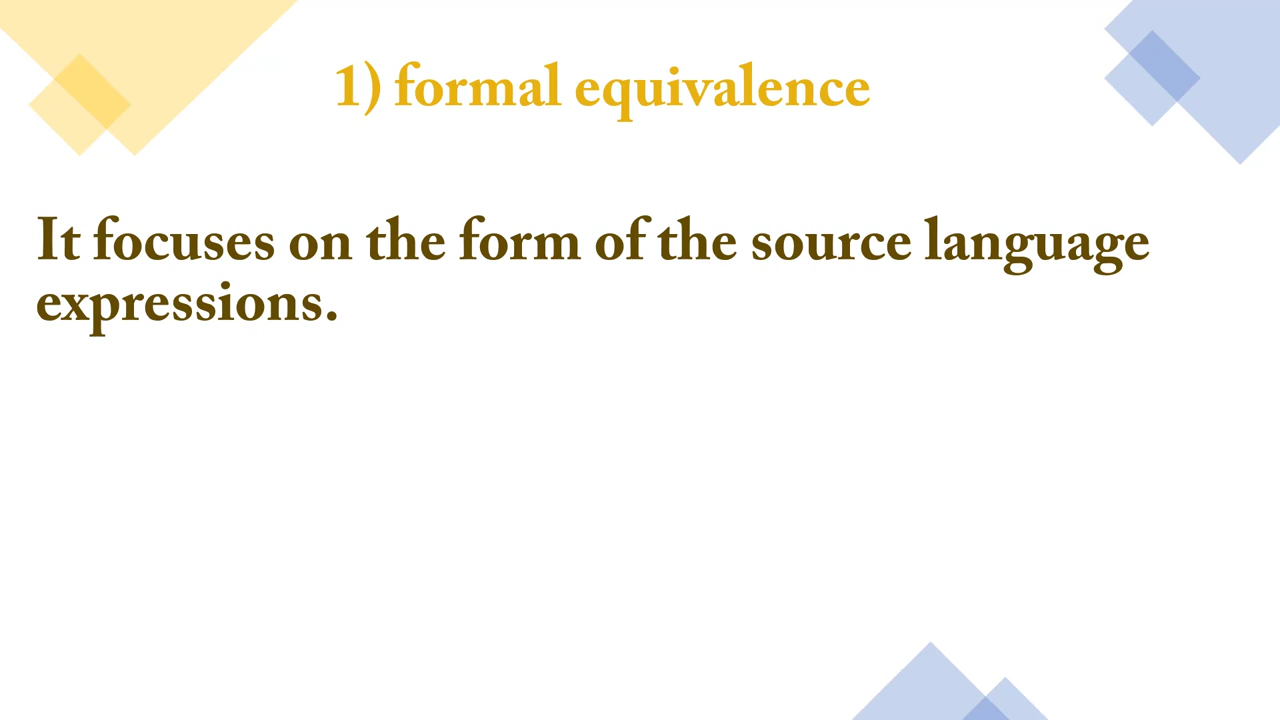 1) formal equivalence
It focuses on the form of the source language
expressions.